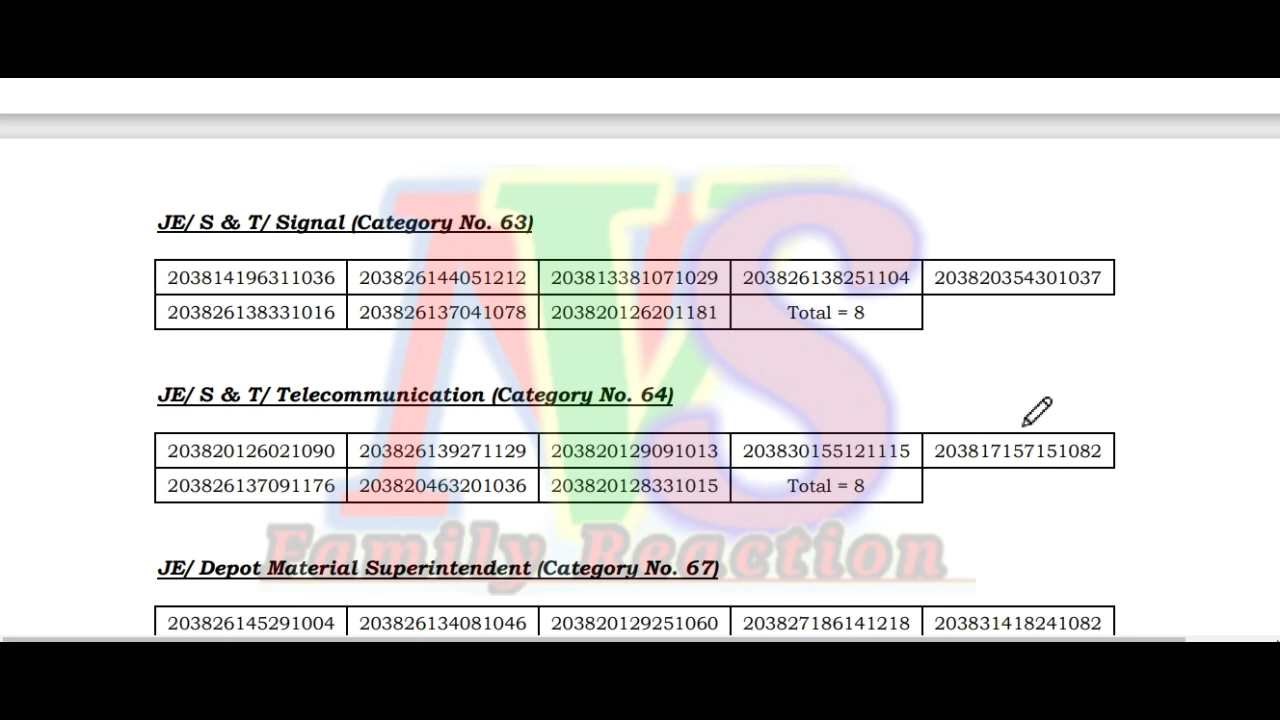 JE/ S & T/ Signal (Category No. 63)
203814196311036 203826144051212 203813381071029 203826138251104 203820354301037
203826138331016 203826137041078 203820126201181 Total = 8
JE/ S & T/ Telecommunication (Category No. 64)
203820126021090 203826139271129 203820129091013 203830155121115 203817157151082
203826137091176 203820463201036 203820128331015 Total = 8
NVS
Family Reaction
JE/ Depot Material Superintendent (Category No. 67)
203826145291004 203826134081046 203820129251060 203827186141218 203831418241082